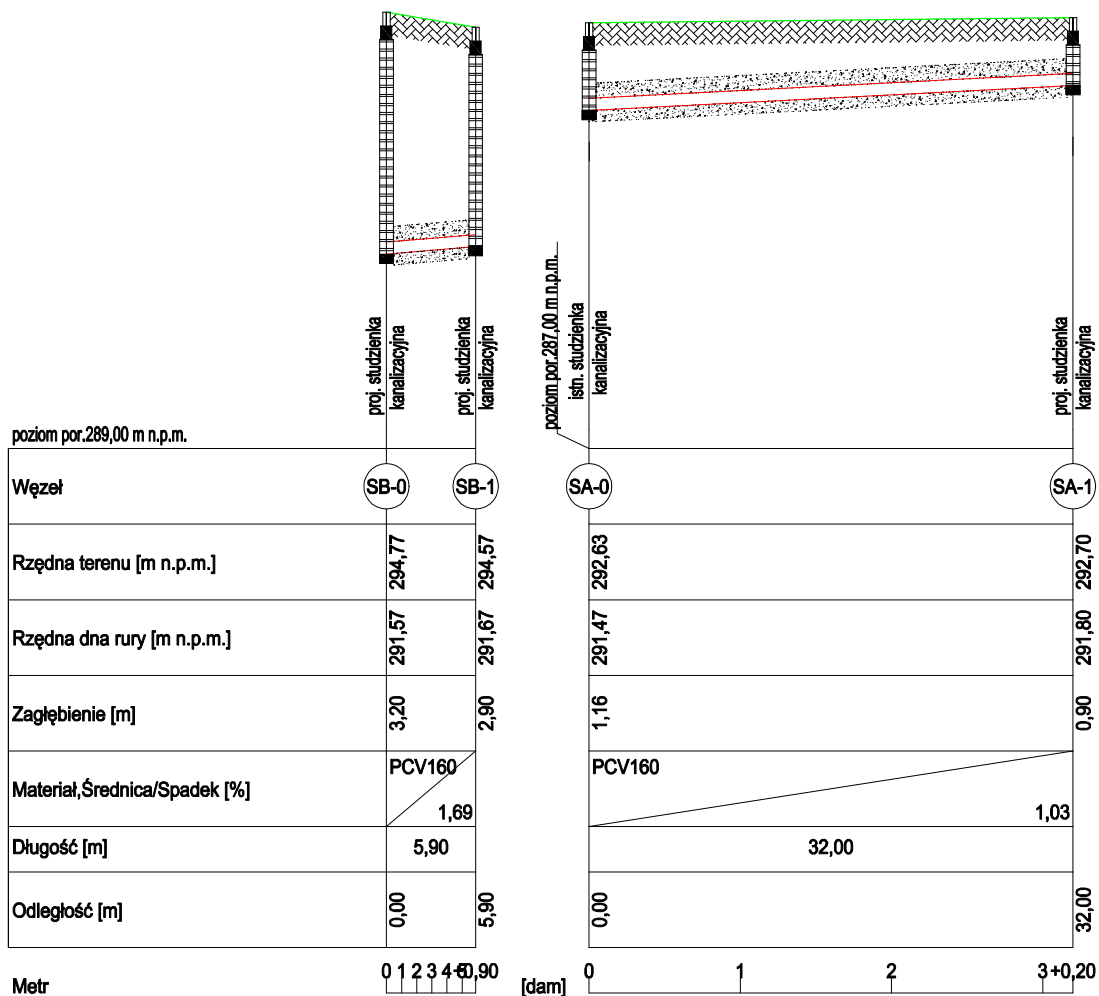 proj. studzienka
kanalizacyjna
proj. studzienka
kanalizacyjna
poziom por.287,00 m n.p.m.
istn. studzienka
kanalizacyjna
proj. studzienka
kanalizacyjna
poziom por.289,00 m n.p.m.
Węzeł SB-0 SB-1 SA-0 SA-1
Rzędna terenu [m n.p.m.] 294,77 294,57 292,63 292,70
Rzędna dna rury [m n.p.m.] 291,57 291,67 291,47 291,80
Zagłębienie [m] 3,20 2,90 1,16 0,90
PCV160 PCV160
Materiał,Średnica/Spadek [%]
1,69 1,03
Długość [m] 5,90 32,00
Odległość [m] 0,00 5,90 0,00 32,00
Metr 0 1 2 3 4 [dam] 0 1 2 3 +0,20